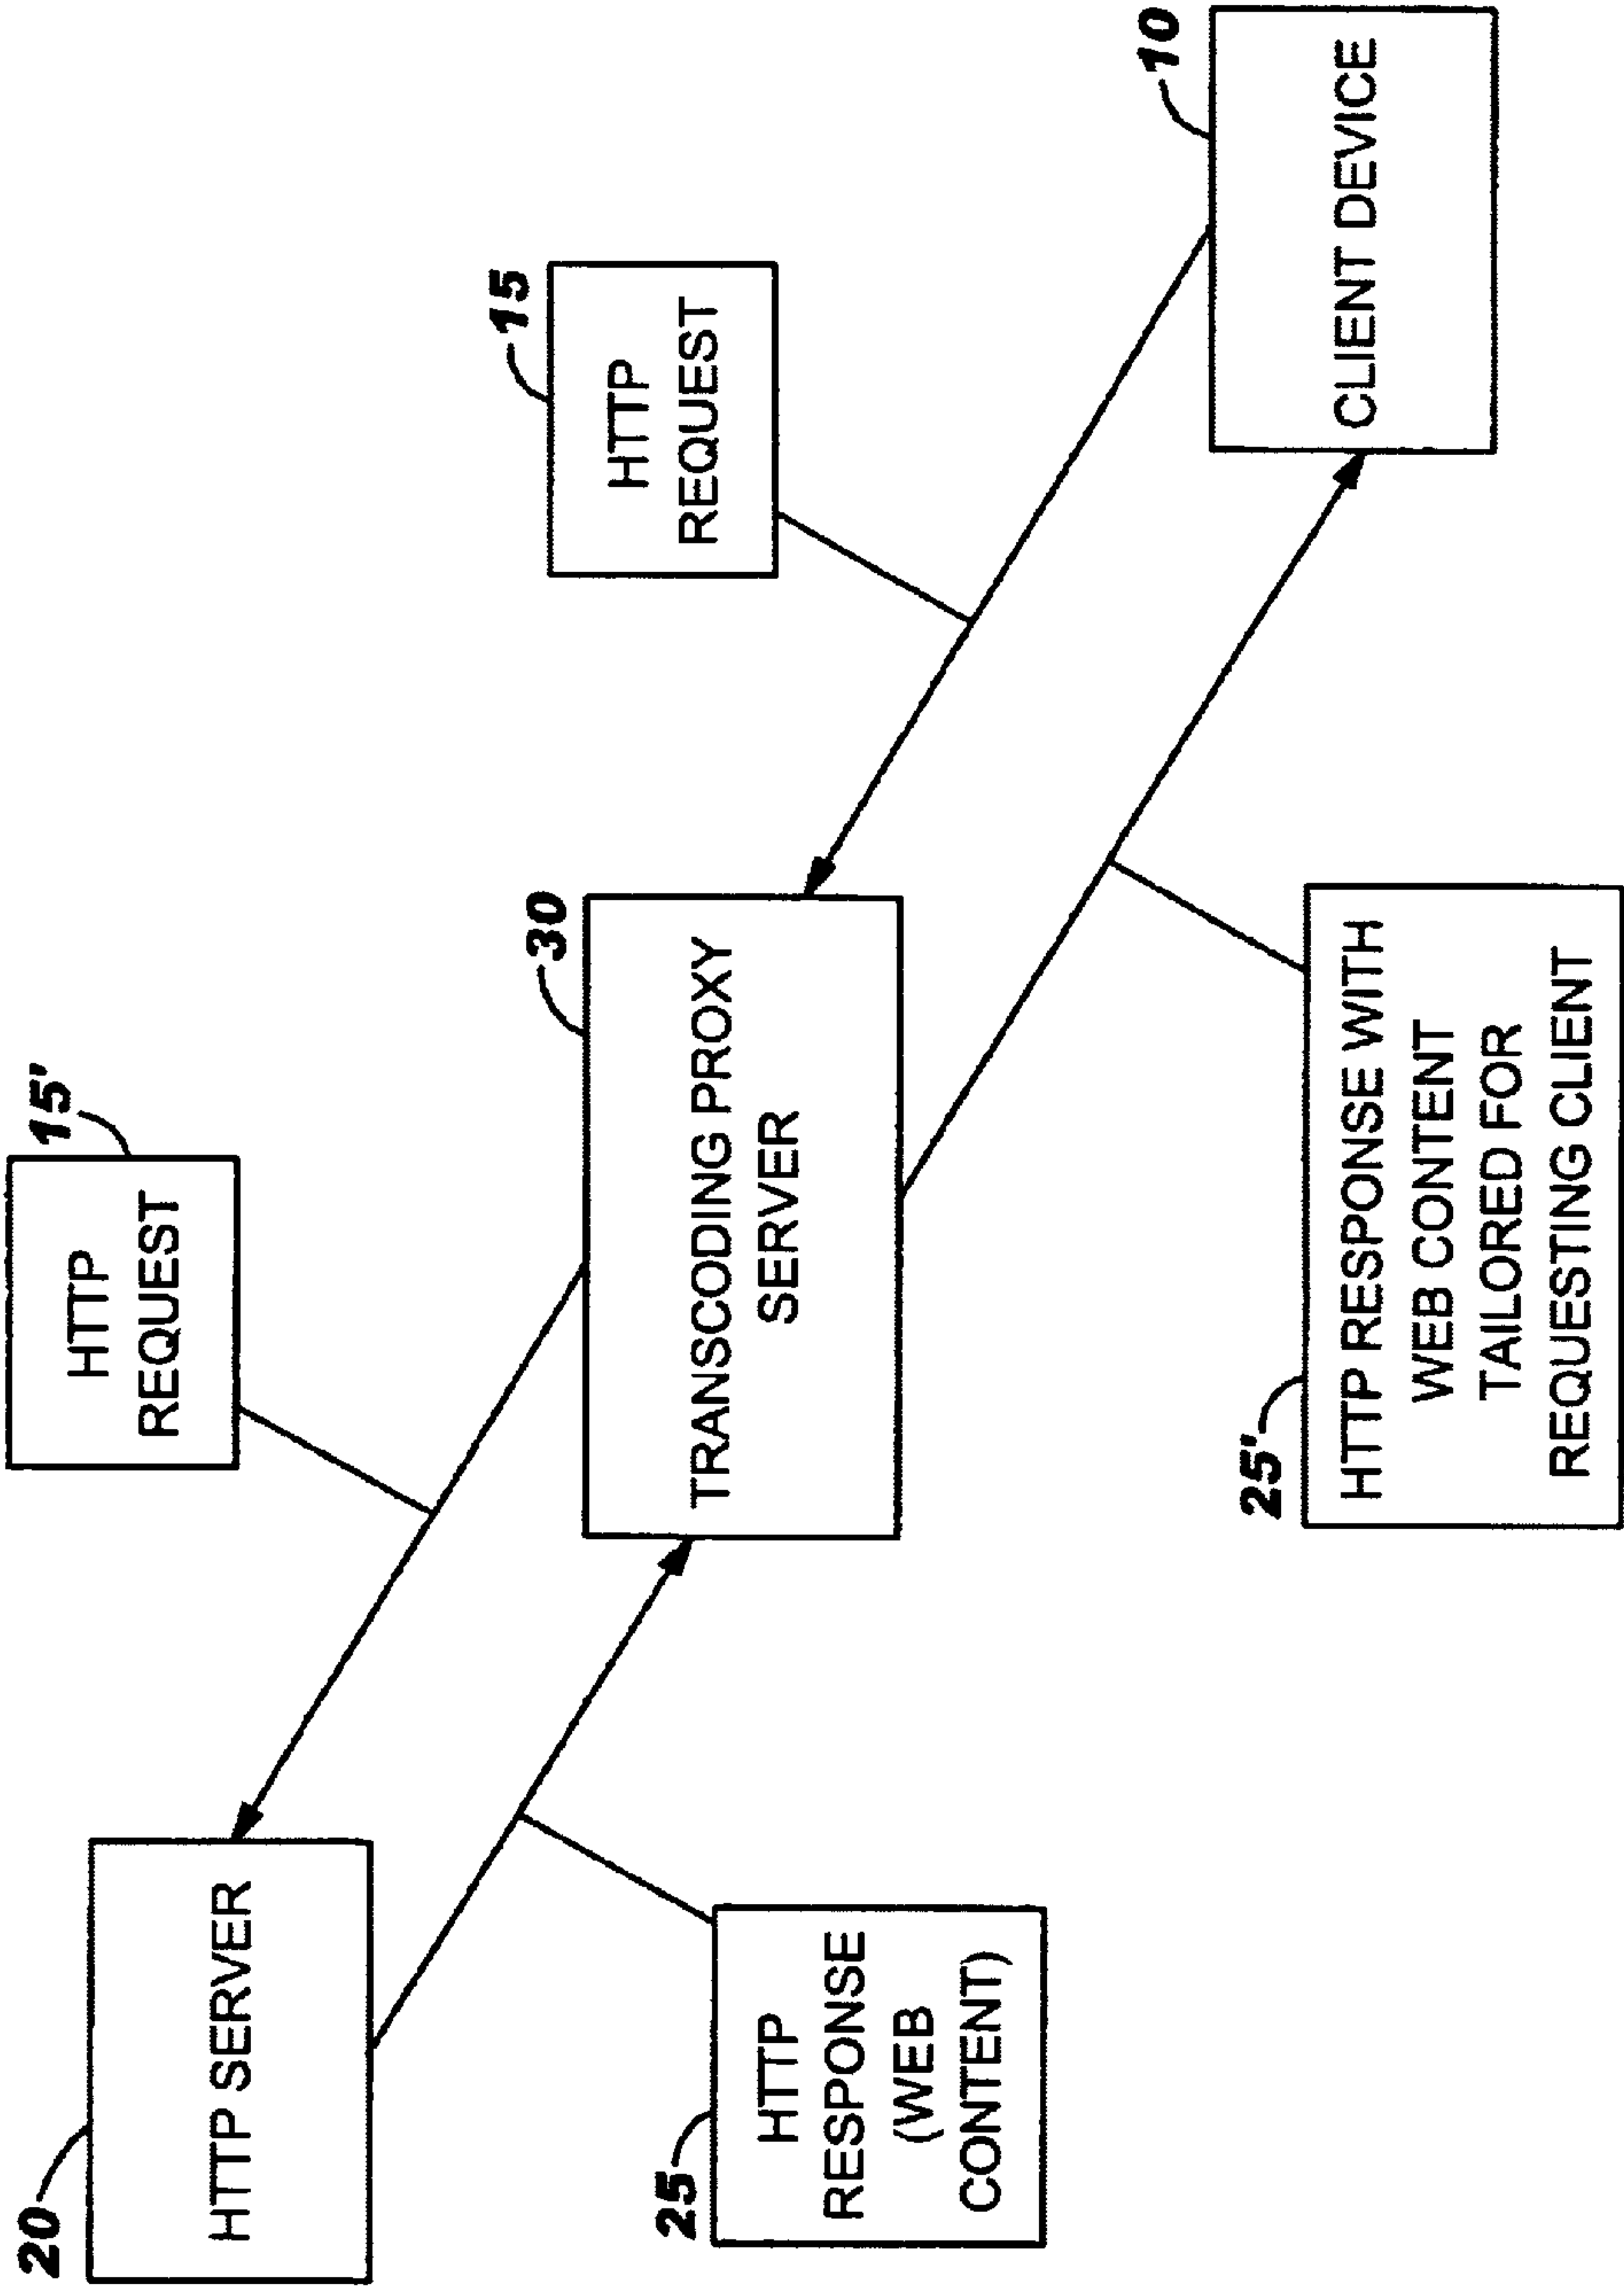 20
HTTP SERVER
15'
HTTP
REQUEST
25
HTTP
RESPONSE
(WEB
CONTENT)
30
TRANSCODING PROXY
SERVER
15
HTTP
REQUEST
25'
HTTP RESPONSE WITH
WEB CONTENT
TAILORED FOR
REQUESTING CLIENT
10
CLIENT DEVICE